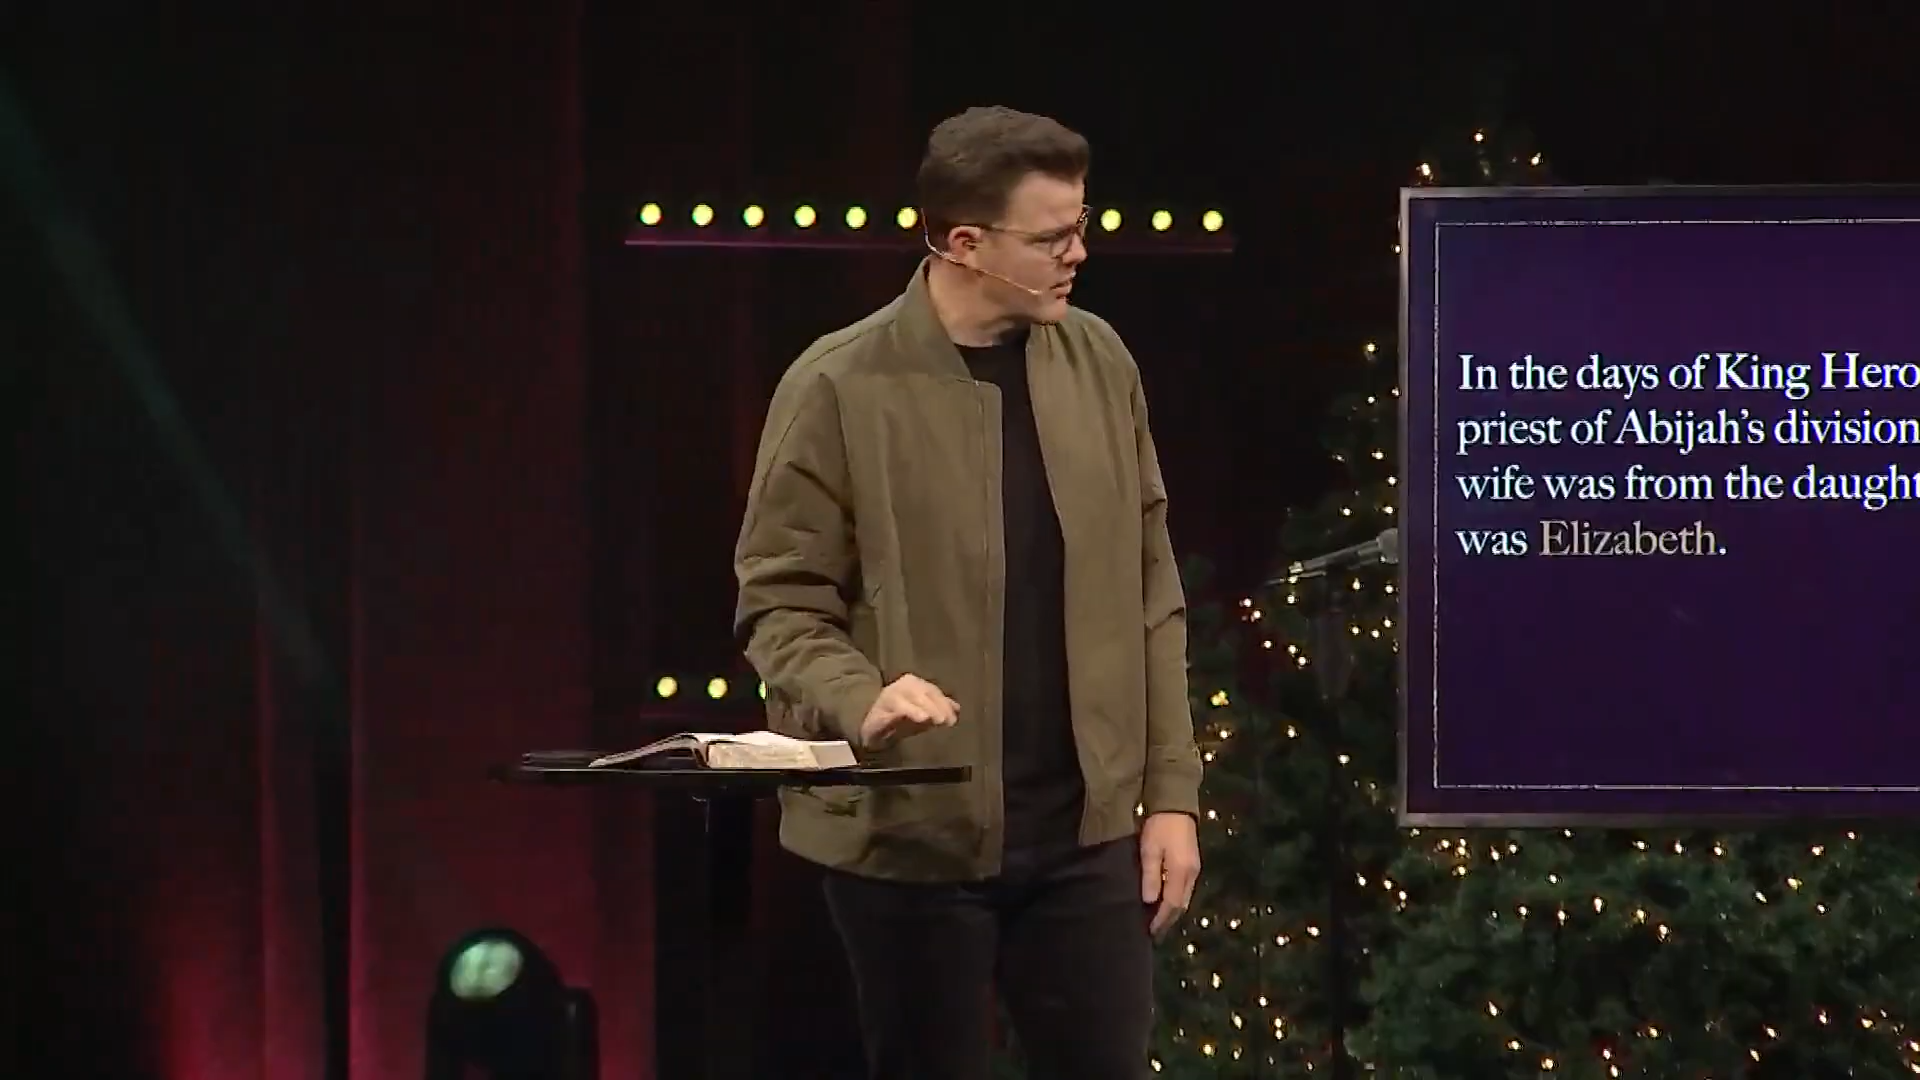 In the days of King Hero
priest of Abijah's division
wife was from the daught
was Elizabeth.